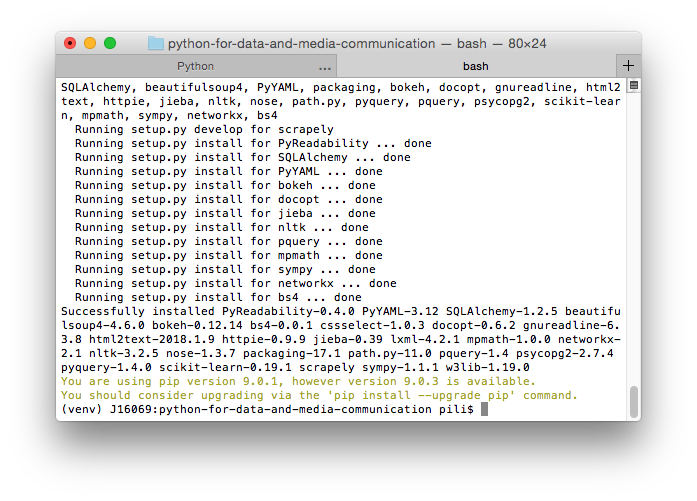 python-for-data-and-media-communication — bash — 80×24
Python ... bash +
SQLAlchemy, beautifulsoup4, PyYAML, packaging, bokeh, docopt, gnureadline, html2
text, httpie, jieba, nltk, nose, path.py, pyquery, pquery, psycopg2, scikit-lear
n, mpmath, sympy, networkx, bs4
  Running setup.py develop for scrapely
  Running setup.py install for PyReadability ... done
  Running setup.py install for SQLAlchemy ... done
  Running setup.py install for PyYAML ... done
  Running setup.py install for bokeh ... done
  Running setup.py install for docopt ... done
  Running setup.py install for jieba ... done
  Running setup.py install for nltk ... done
  Running setup.py install for pquery ... done
  Running setup.py install for mpmath ... done
  Running setup.py install for sympy ... done
  Running setup.py install for networkx ... done
  Running setup.py install for bs4 ... done
Successfully installed PyReadability-0.4.0 PyYAML-3.12 SQLAlchemy-1.2.5 beautifu
lsoup4-4.6.0 bokeh-0.12.14 bs4-0.0.1 cssselect-1.0.3 docopt-0.6.2 gnureadline-6.
3.8 html2text-2018.1.9 httpie-0.9.9 jieba-0.39 lxml-4.2.1 mpmath-1.0.0 networkx-
2.1 nltk-3.2.5 nose-1.3.7 packaging-17.1 path.py-11.0 pquery-1.4 psycopg2-2.7.4
pyquery-1.4.0 scikit-learn-0.19.1 scrapely sympy-1.1.1 w3lib-1.19.0
You are using pip version 9.0.1, however version 9.0.3 is available.
You should consider upgrading via the 'pip install --upgrade pip' command.
(venv) J16069:python-for-data-and-media-communication pili$